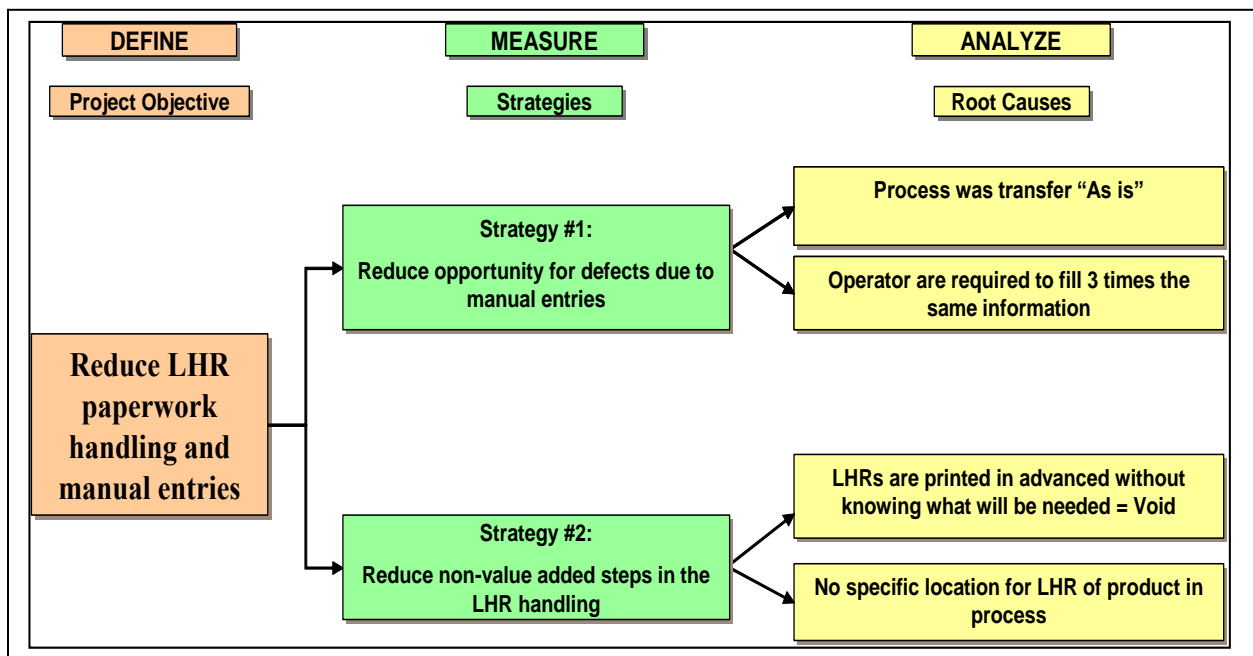 DEFINE
MEASURE
ANALYZE
Project Objective
Strategies
Root Causes
Reduce LHR
paperwork
handling and
manual entries
Strategy #1:
Reduce opportunity for defects due to
manual entries
Process was transfer “As is”
Operator are required to fill 3 times the
same information
Strategy #2:
Reduce non-value added steps in the
LHR handling
LHRs are printed in advanced without
knowing what will be needed = Void
No specific location for LHR of product in
process